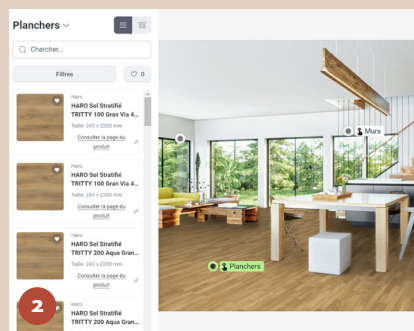 Planchers
Chercher...
Filtres
0
Haro
HARO Sol Stratifié
TRITTY 100 Gran Via 4...
Taille: 243 x 2200 mm
Consulter la page du
produit
Haro
HARO Sol Stratifié
TRITTY 100 Gran Via 4...
Taille: 243 x 2200 mm
Consulter la page du
produit
Haro
HARO Sol Stratifié
TRITTY 200 Aqua Gran...
Taille: 243 x 2200 mm
Consulter la page du
produit
Haro
HARO Sol Stratifié
TRITTY 200 Aqua Gran...
2
Murs
Planchers